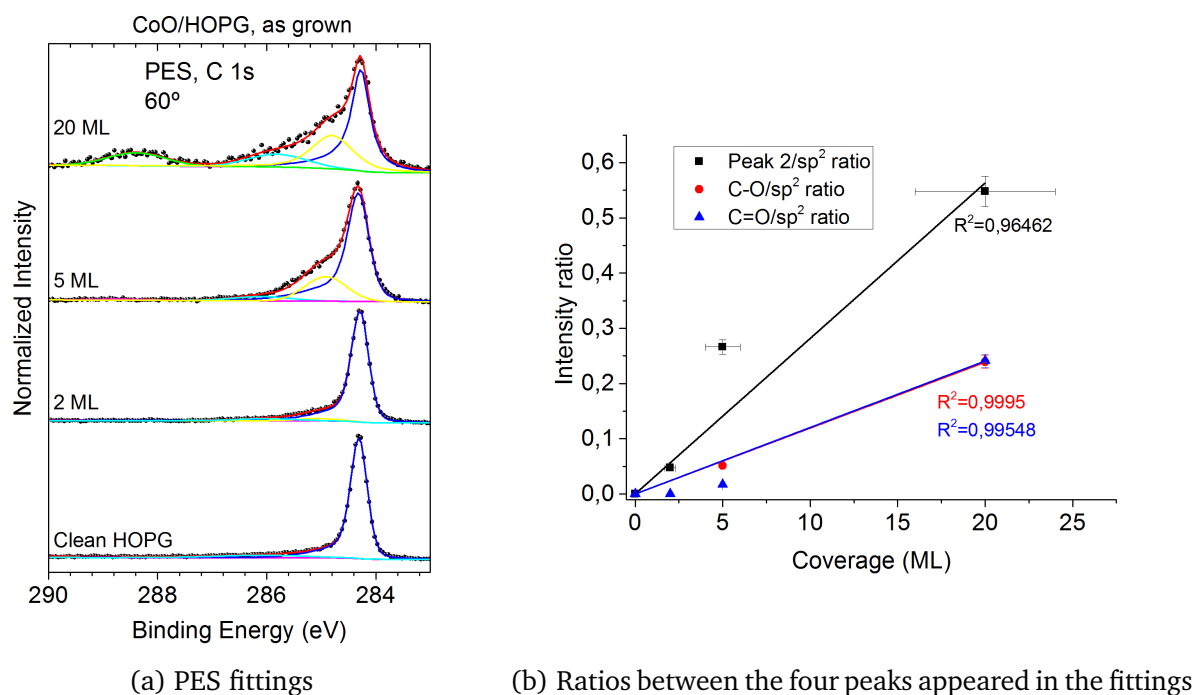 CoO/HOPG, as grown
PES, C 1s
60º
20 ML
5 ML
2 ML
Clean HOPG
Normalized Intensity
290 288 286 284
Binding Energy (eV)
(a) PES fittings
0,6
0,5
0,4
0,3
0,2
0,1
0,0
Intensity ratio
Peak 2/sp² ratio
C-O/sp² ratio
C=O/sp² ratio
R²=0,96462
R²=0,9995
R²=0,99548
0 5 10 15 20 25
Coverage (ML)
(b) Ratios between the four peaks appeared in the fittings